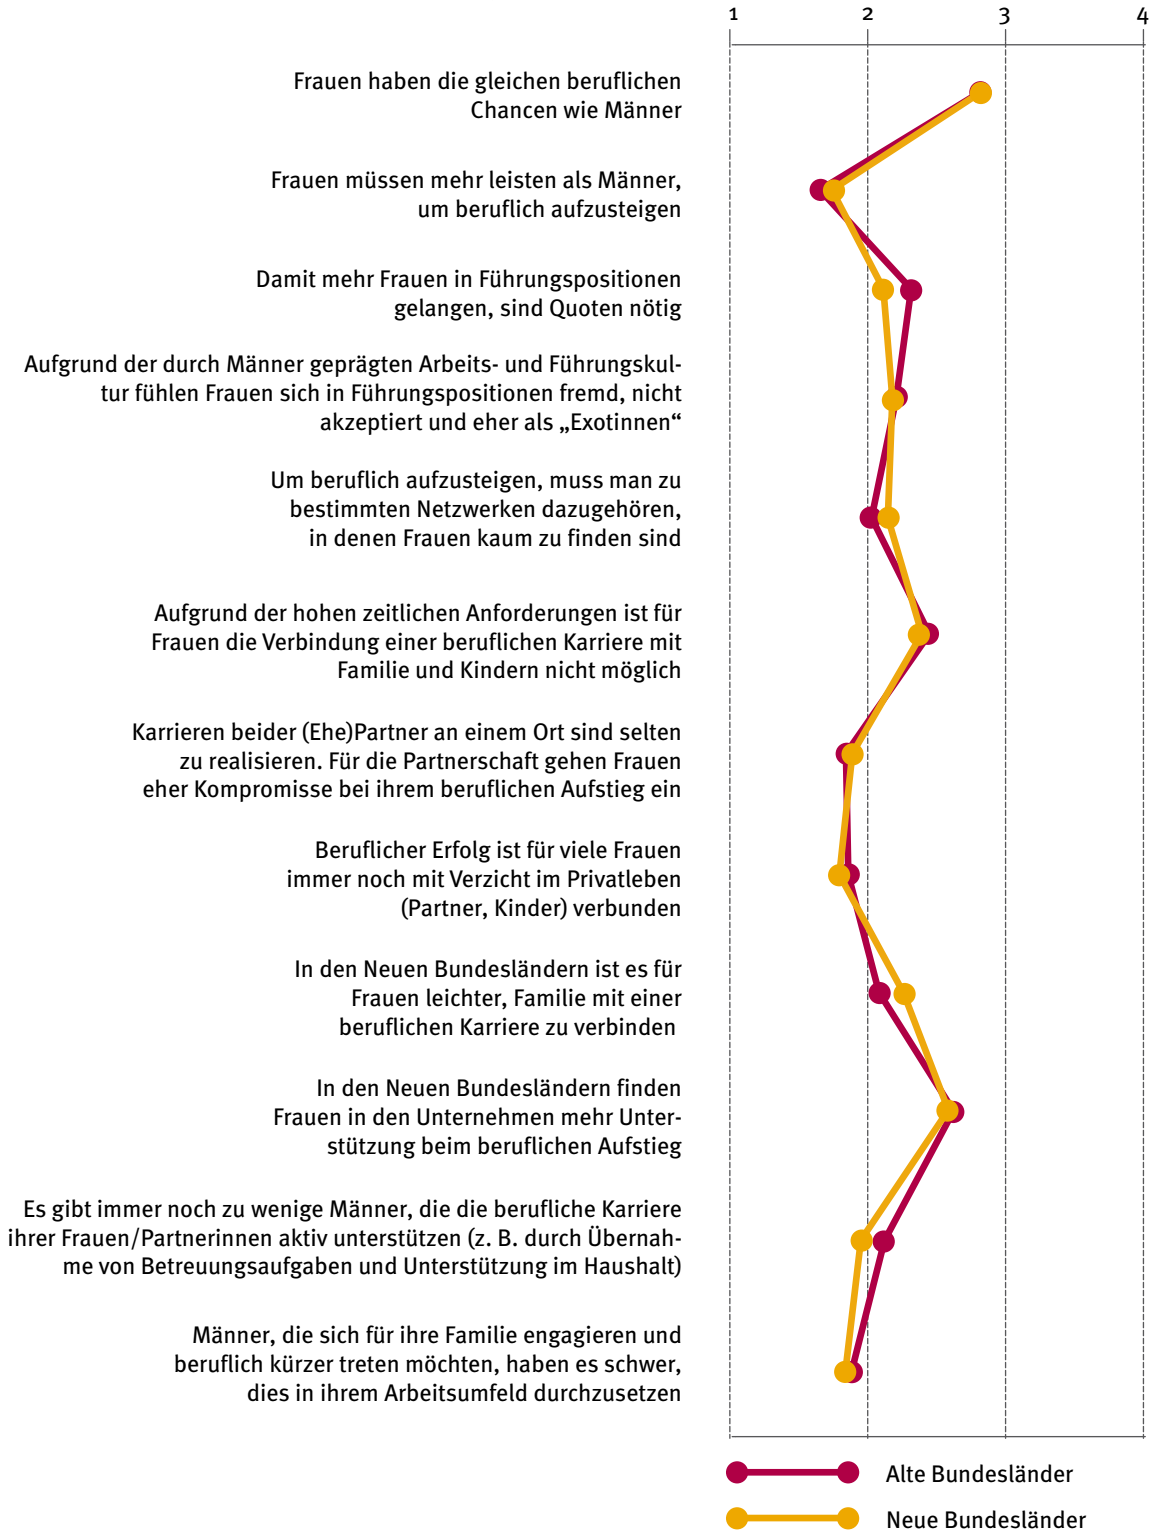 1 2 3 4
Frauen haben die gleichen beruflichen
Chancen wie Männer
Frauen müssen mehr leisten als Männer,
um beruflich aufzusteigen
Damit mehr Frauen in Führungspositionen
gelangen, sind Quoten nötig
Aufgrund der durch Männer geprägten Arbeits- und Führungskul-
tur fühlen Frauen sich in Führungspositionen fremd, nicht
akzeptiert und eher als „Exotinnen“
Um beruflich aufzusteigen, muss man zu
bestimmten Netzwerken dazugehören,
in denen Frauen kaum zu finden sind
Aufgrund der hohen zeitlichen Anforderungen ist für
Frauen die Verbindung einer beruflichen Karriere mit
Familie und Kindern nicht möglich
Karrieren beider (Ehe)Partner an einem Ort sind selten
zu realisieren. Für die Partnerschaft gehen Frauen
eher Kompromisse bei ihrem beruflichen Aufstieg ein
Beruflicher Erfolg ist für viele Frauen
immer noch mit Verzicht im Privatleben
(Partner, Kinder) verbunden
In den Neuen Bundesländern ist es für
Frauen leichter, Familie mit einer
beruflichen Karriere zu verbinden
In den Neuen Bundesländern finden
Frauen in den Unternehmen mehr Unter-
stützung beim beruflichen Aufstieg
Es gibt immer noch zu wenige Männer, die die berufliche Karriere
ihrer Frauen/Partnerinnen aktiv unterstützen (z. B. durch Übernah-
me von Betreuungsaufgaben und Unterstützung im Haushalt)
Männer, die sich für ihre Familie engagieren und
beruflich kürzer treten möchten, haben es schwer,
dies in ihrem Arbeitsumfeld durchzusetzen
Alte Bundesländer
Neue Bundesländer